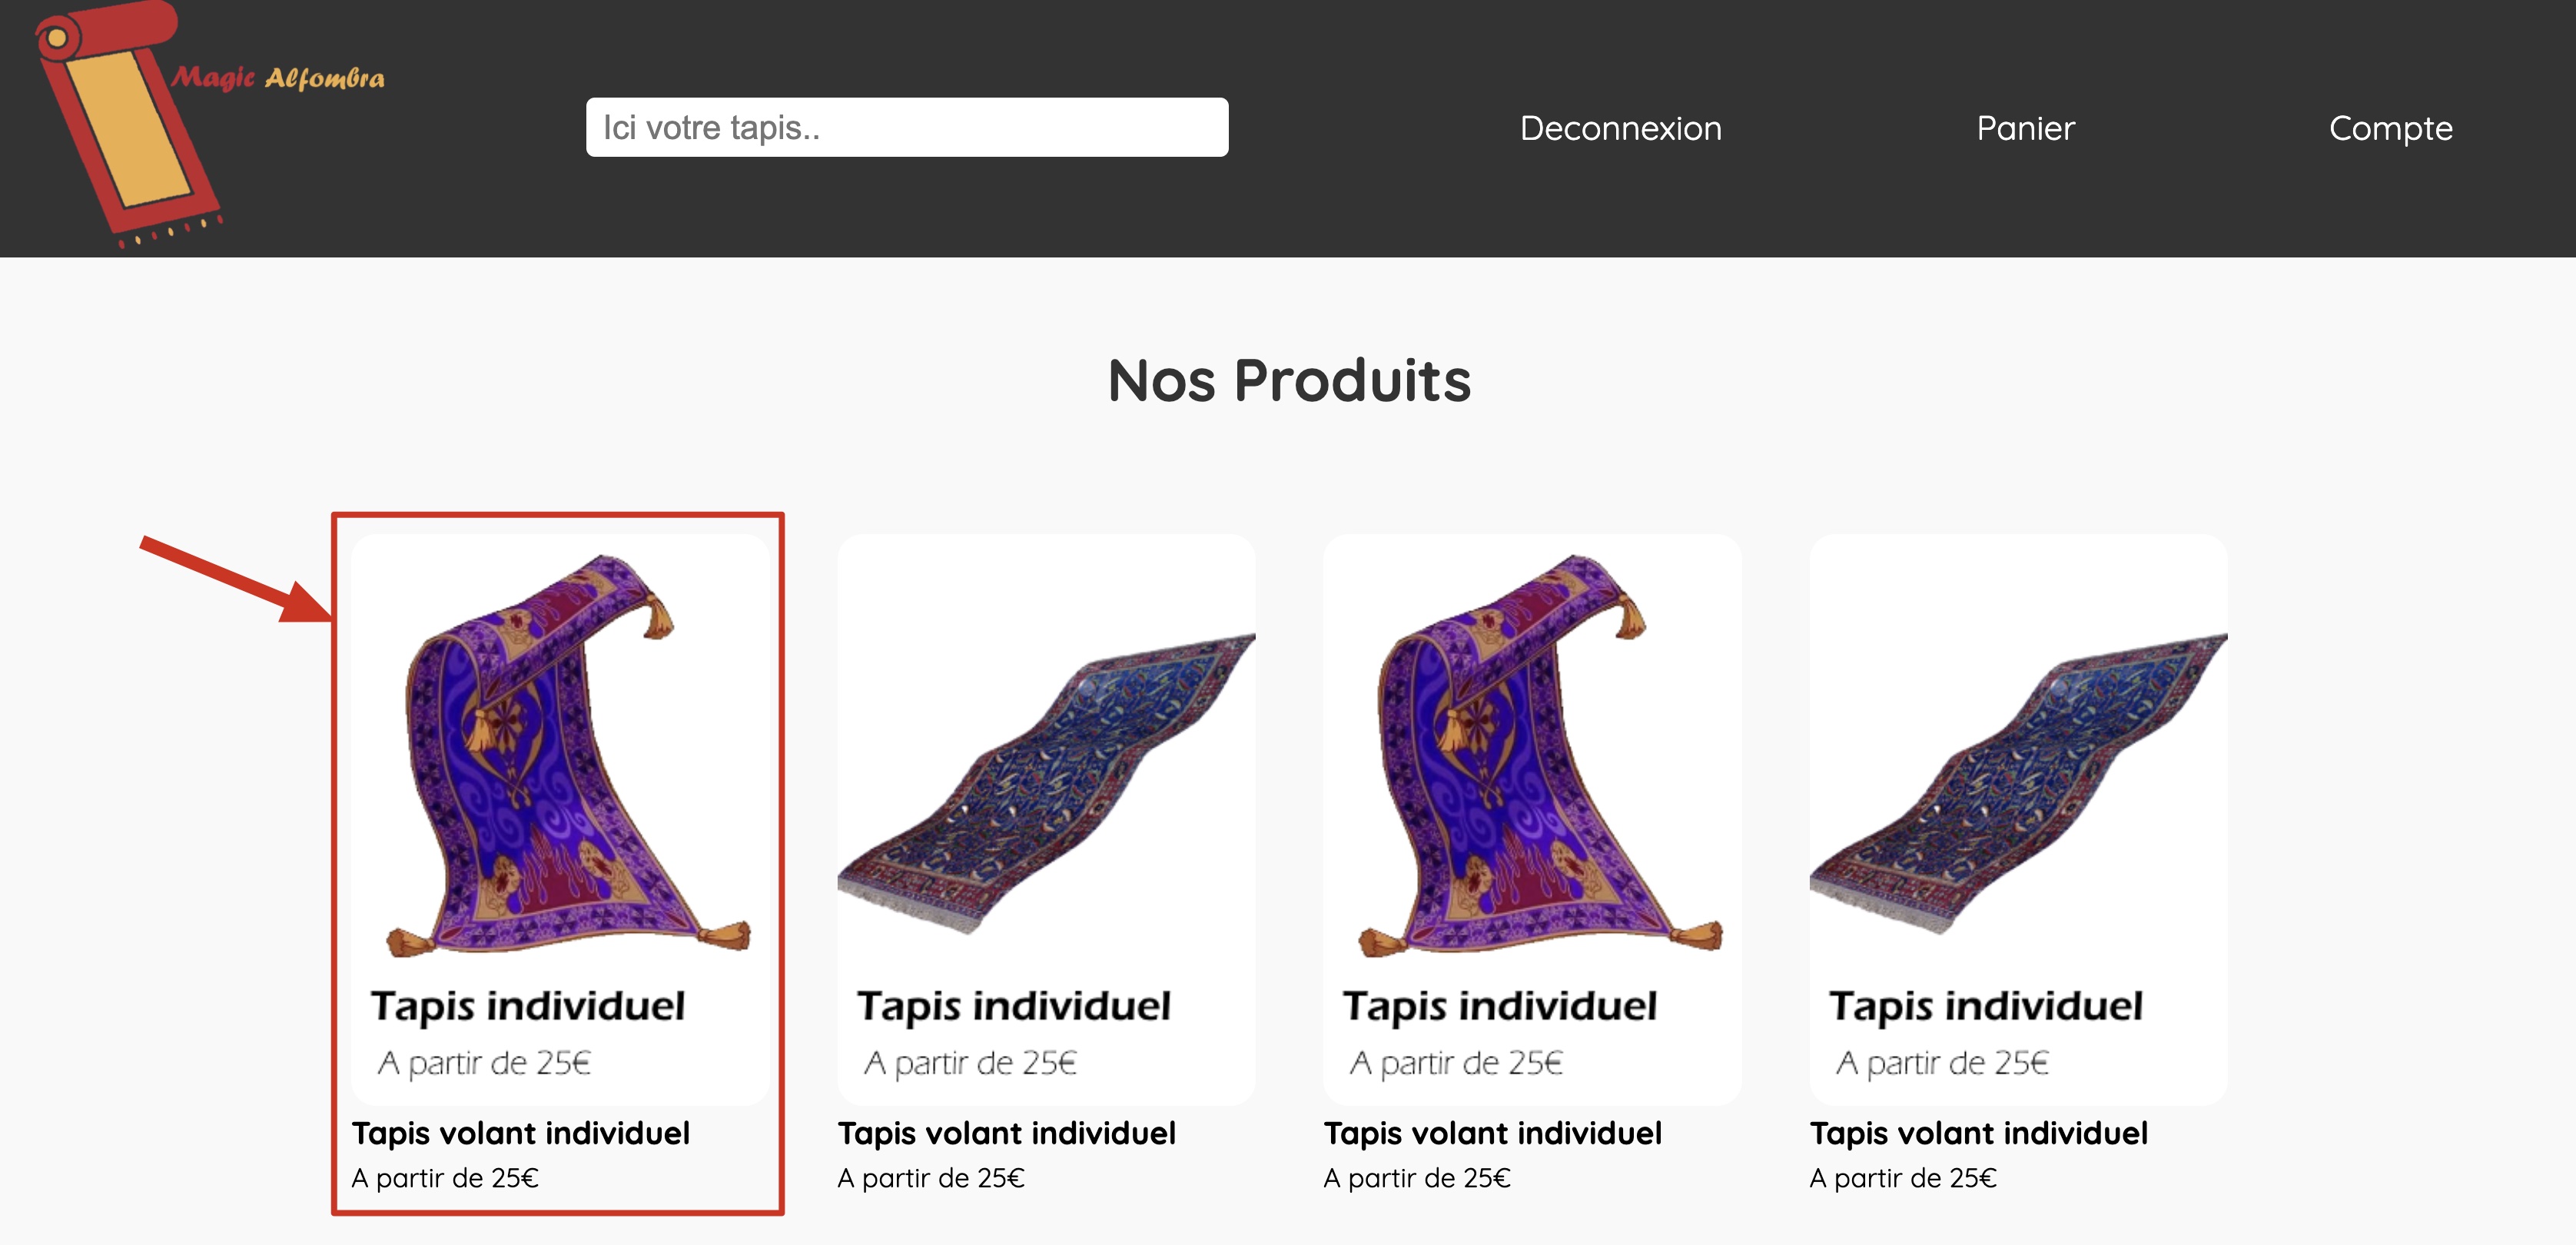 Magic Alfombra
Ici votre tapis..
Deconnexion
Panier
Compte
Nos Produits
Tapis individuel
A partir de 25€
Tapis volant individuel
A partir de 25€
Tapis individuel
A partir de 25€
Tapis volant individuel
A partir de 25€
Tapis individuel
A partir de 25€
Tapis volant individuel
A partir de 25€
Tapis individuel
A partir de 25€
Tapis volant individuel
A partir de 25€